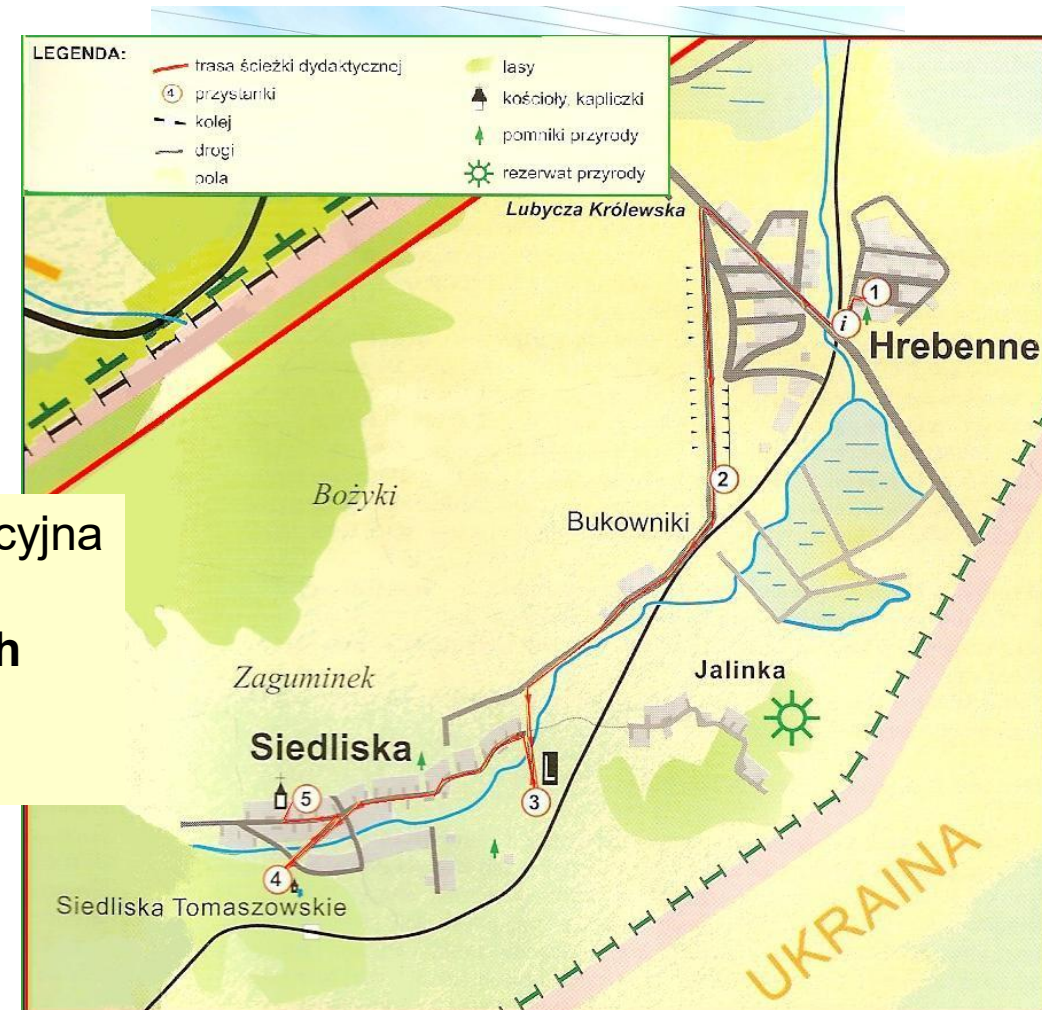 LEGENDA:
trasa ścieżki dydaktycznej
4 przystanki
kolej
drogi
pola
lasy
kościoły, kapliczki
pomniki przyrody
rezerwat przyrody
Lubycza Królewska
1
i
Hrebenne
2
Bożyki
cyjna
Bukowniki
h
Zaguminek
Jalinka
Siedliska
L
3
5
4
Siedliska Tomaszowskie
UKRAINA